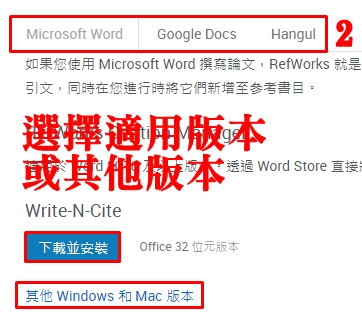 Microsoft Word Google Docs Hangul 2
如果您使用 Microsoft Word 撰寫論文，RefWorks 就是
引文，同時在您進行時將它們新增至參考書目。
選擇適用版本
或其他版本
Write-N-Cite
下載並安裝 Office 32 位元版本
其他 Windows 和 Mac 版本